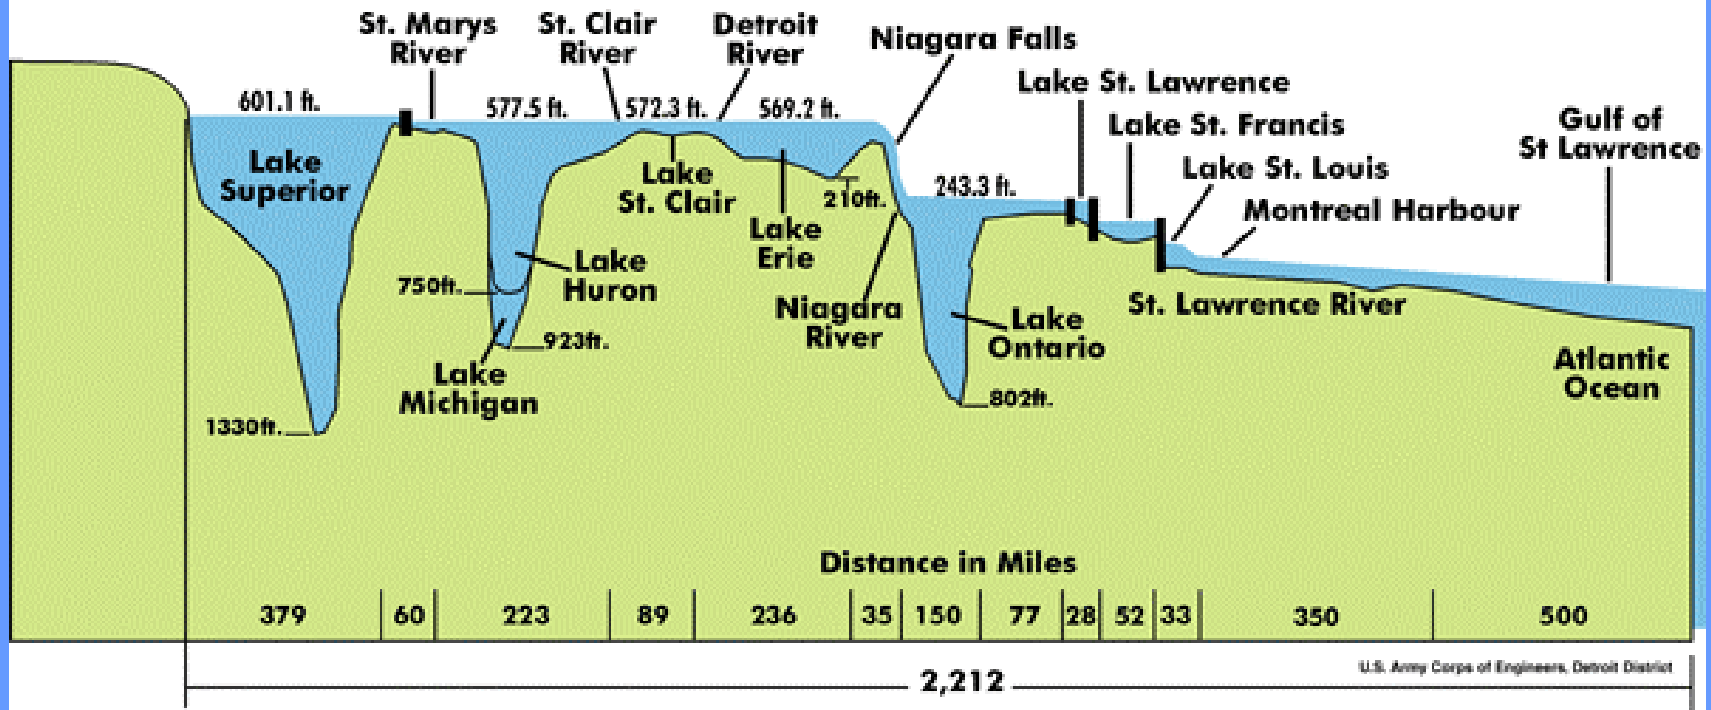 St. Marys
River
St. Clair
River
Detroit
River
Niagara Falls
Lake St. Lawrence
Lake St. Francis
Lake St. Louis
Montreal Harbour
Gulf of
St Lawrence
601.1 ft.
577.5 ft.
572.3 ft.
569.2 ft.
243.3 ft.
Lake
Superior
Lake
St. Clair
210ft.
Lake
Erie
Lake
Huron
750ft.
923ft.
Lake
Michigan
1330ft.
Niagara
River
Lake
Ontario
802ft.
St. Lawrence River
Atlantic
Ocean
Distance in Miles
379 60 223 89 236 35 150 77 28 52 33 350 500
U.S. Army Corps of Engineers, Detroit District
2,212